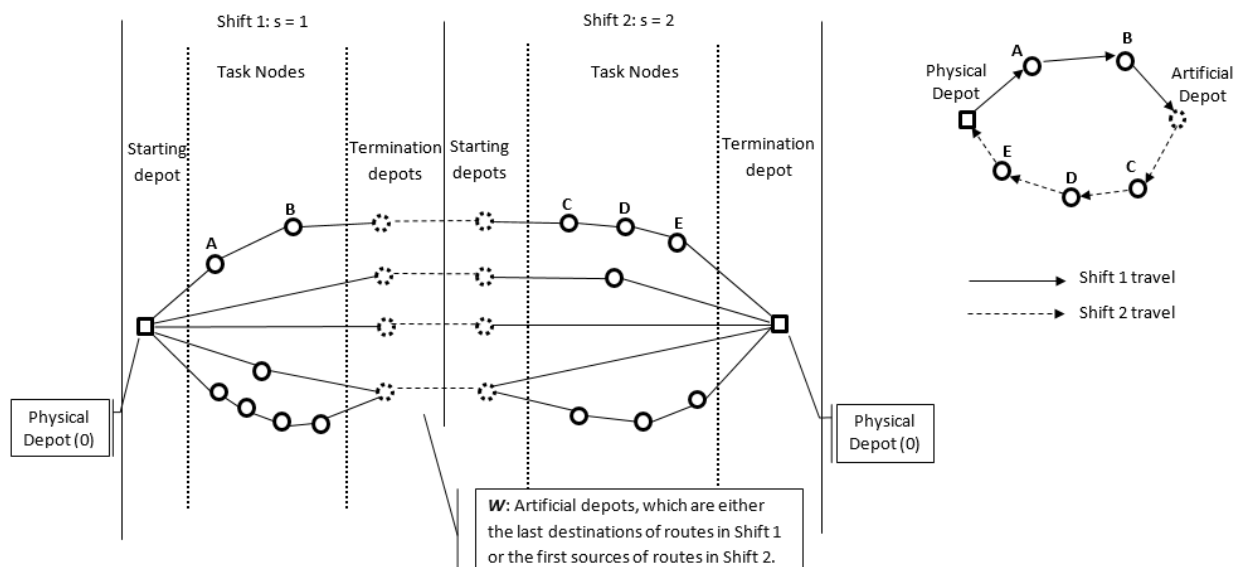 Shift 1: s = 1
Shift 2: s = 2
Task Nodes
Task Nodes
Starting
depot
Termination
depots
Starting
depots
Termination
depot
A
B
C
D
E
Physical
Depot (0)
Physical
Depot (0)
W: Artificial depots, which are either
the last destinations of routes in Shift 1
or the first sources of routes in Shift 2.
A
B
Physical
Depot
Artificial
Depot
E
D
C
Shift 1 travel
Shift 2 travel